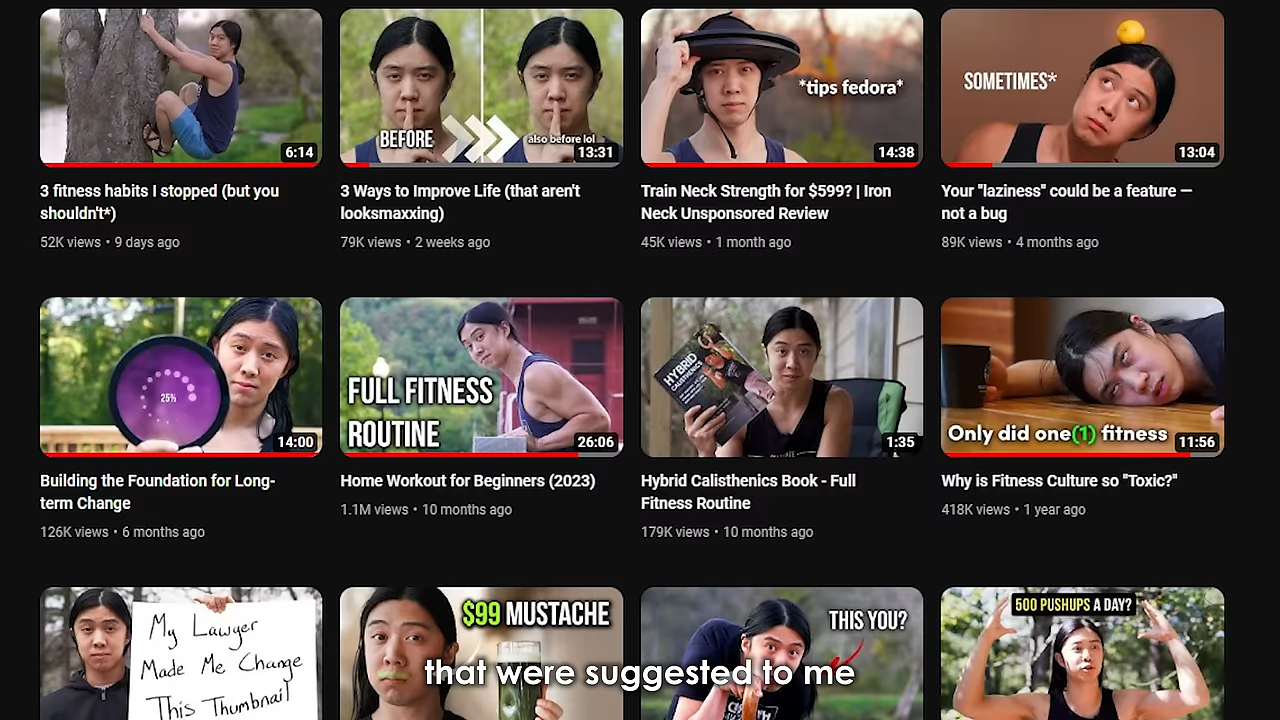 6:14
BEFORE
also before lol
13:31
*tips fedora*
14:38
SOMETIMES*
13:04
3 fitness habits I stopped (but you
shouldn't*)
52K views • 9 days ago
3 Ways to Improve Life (that aren't
looksmaxxing)
79K views • 2 weeks ago
Train Neck Strength for $599? | Iron
Neck Unsponsored Review
45K views • 1 month ago
Your "laziness" could be a feature —
not a bug
89K views • 4 months ago
25%
14:00
FULL FITNESS
ROUTINE
26:06
HYBRID
CALISTHENICS
1:35
Only did one(1) fitness
11:56
Building the Foundation for Long-
term Change
126K views • 6 months ago
Home Workout for Beginners (2023)
1.1M views • 10 months ago
Hybrid Calisthenics Book - Full
Fitness Routine
179K views • 10 months ago
Why is Fitness Culture so "Toxic?"
418K views • 1 year ago
My Lawyer
Made Me Change
This Thumbnail
$99 MUSTACHE
THIS YOU?
500 PUSHUPS A DAY?
that were suggested to me